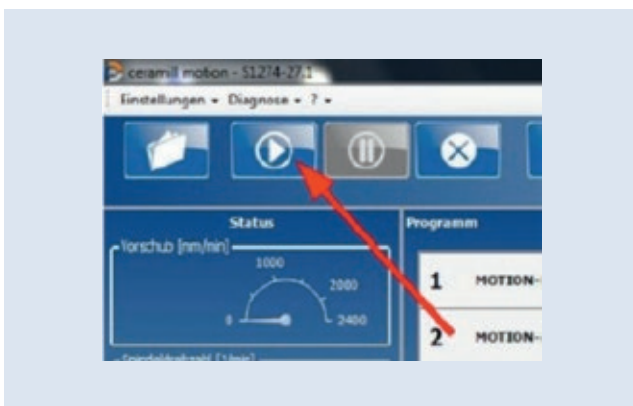 ceramill motion - S1274-27.1
Einstellungen Diagnose ?
Status
Programm
Vorschub [mm/min]
1000
2000
0
2400
1 MOTION-
2 MOTION-